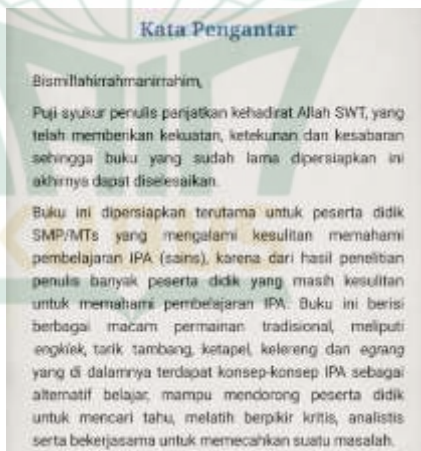 Kata Pengantar
Bismillahirrahmanirrahim,
Puji syukur penulis panjatkan kehadirat Allah SWT, yang
telah memberikan kekuatan, ketekunan dan kesabaran
sehingga buku yang sudah lama dipersiapkan ini
akhirnya dapat diselesaikan.
Buku ini dipersiapkan terutama untuk peserta didik
SMP/MTs yang mengalami kesulitan memahami
pembelajaran IPA (sains), karena dari hasil penelitian
penulis banyak peserta didik yang masih kesulitan
untuk memahami pembelajaran IPA. Buku ini berisi
berbagai macam permainan tradisional, meliputi
engklek, tarik tambang, ketapel, kelereng dan egrang
yang di dalamnya terdapat konsep-konsep IPA sebagai
alternatif belajar, mampu mendorong peserta didik
untuk mencari tahu, melatih berpikir kritis, analistis
serta bekerjasama untuk memecahkan suatu masalah.